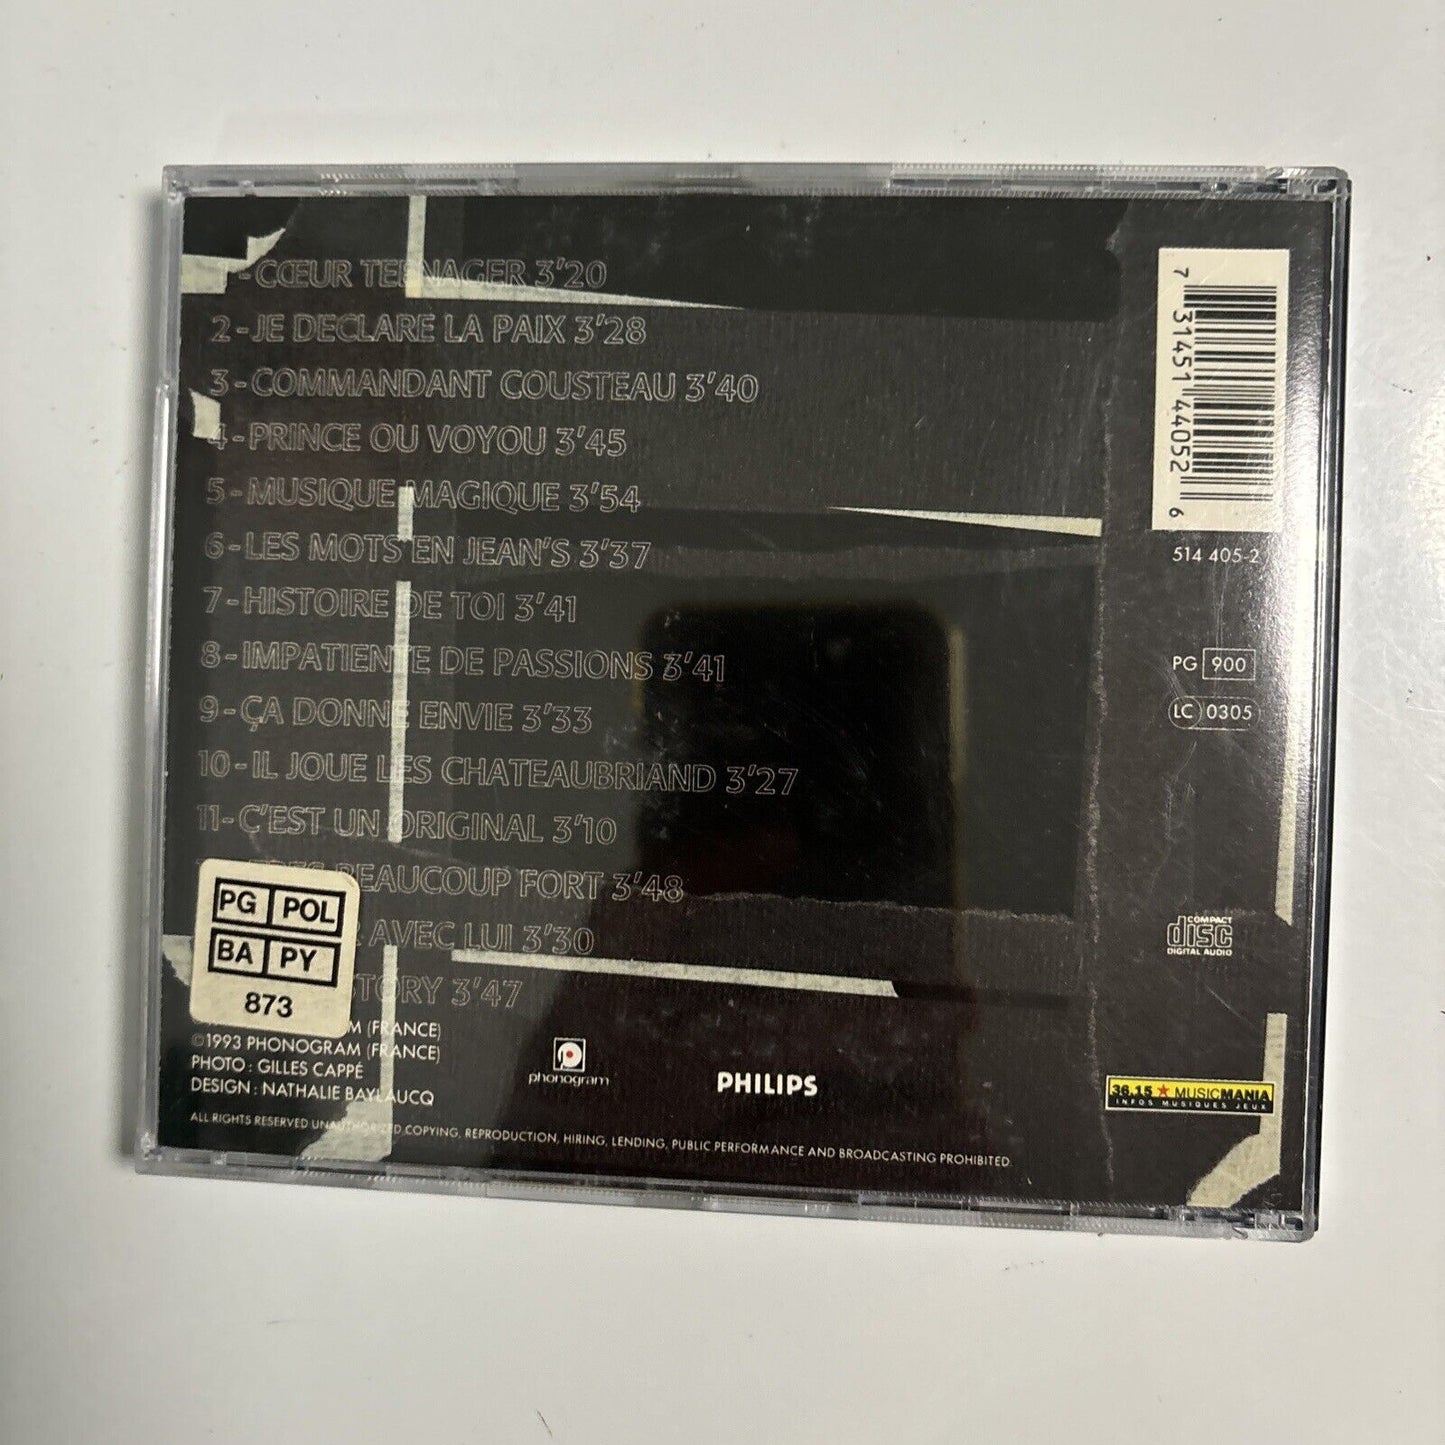 -CŒUR TEENAGER 3'20
2-JE DECLARE LA PAIX 3'28
3-COMMANDANT COUSTEAU 3'40
4-PRINCE OU VOYOU 3'45
5-MUSIQUE MAGIQUE 3'54
6-LES MOTS EN JEAN'S 3'37
7-HISTOIRE DE TOI 3'41
8-IMPATIENTE DE PASSIONS 3'41
9-ÇA DONNE ENVIE 3'33
10-IL JOUE LES CHATEAUBRIAND 3'27
11-C'EST UN ORIGINAL 3'10
BEAUCOUP FORT 3'48
AVEC LUI 3'30
STORY 3'47
PG POL
BA PY
873
(FRANCE)
©1993 PHONOGRAM (FRANCE)
PHOTO : GILLES CAPPÉ
DESIGN : NATHALIE BAYLAUCQ
ALL RIGHTS RESERVED UNAUTHORIZED COPYING, REPRODUCTION, HIRING, LENDING, PUBLIC PERFORMANCE AND BROADCASTING PROHIBITED.
phonogram
PHILIPS
7 31451 44052 6
514 405-2
PG 900
LC 0305
COMPACT
disc
DIGITAL AUDIO
36.15 ★ MUSICMANIA
INFOS MUSIQUES JEUX